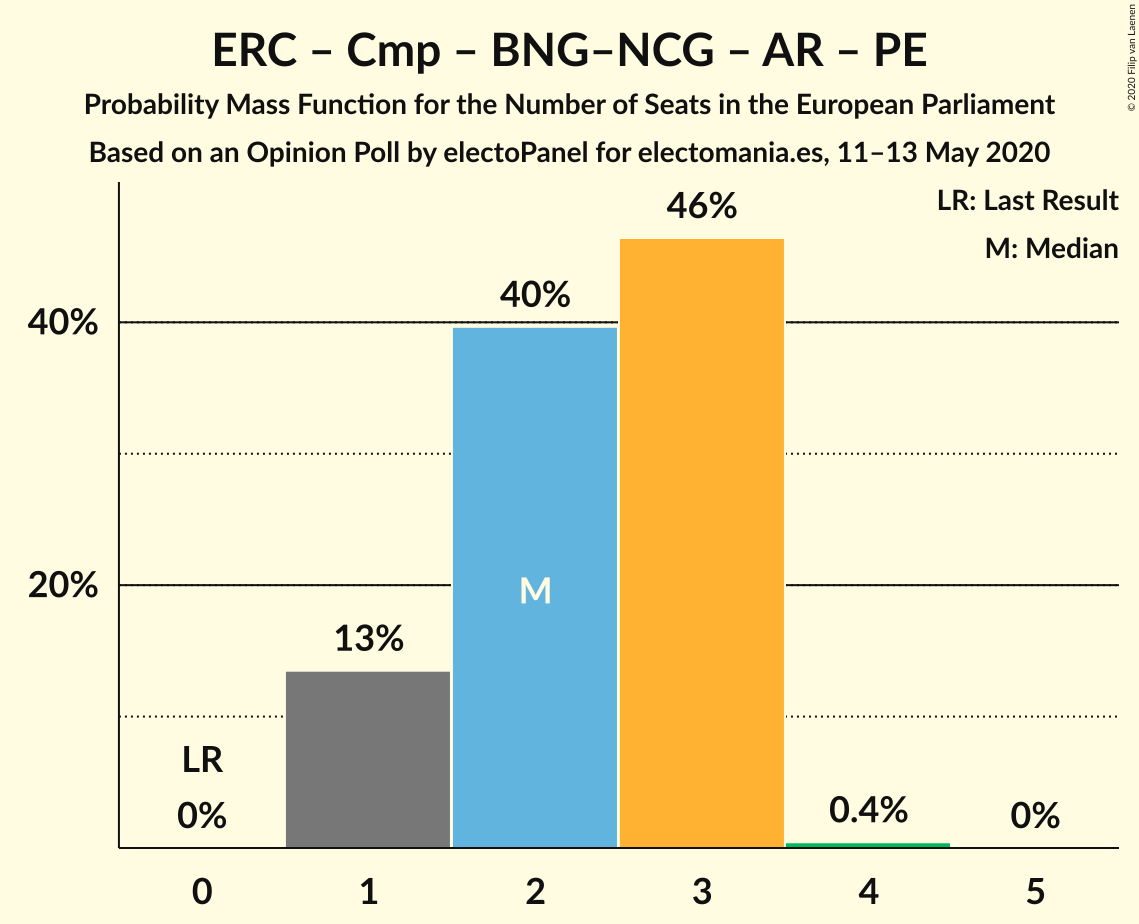 ERC – Cmp – BNG–NCG – AR – PE
Probability Mass Function for the Number of Seats in the European Parliament
Based on an Opinion Poll by electoPanel for electomania.es, 11–13 May 2020
© 2020 Filip van Laenen
LR: Last Result
M: Median
46%
40%
40%
20%
M
13%
LR
0%
0.4%
0%
0 1 2 3 4 5